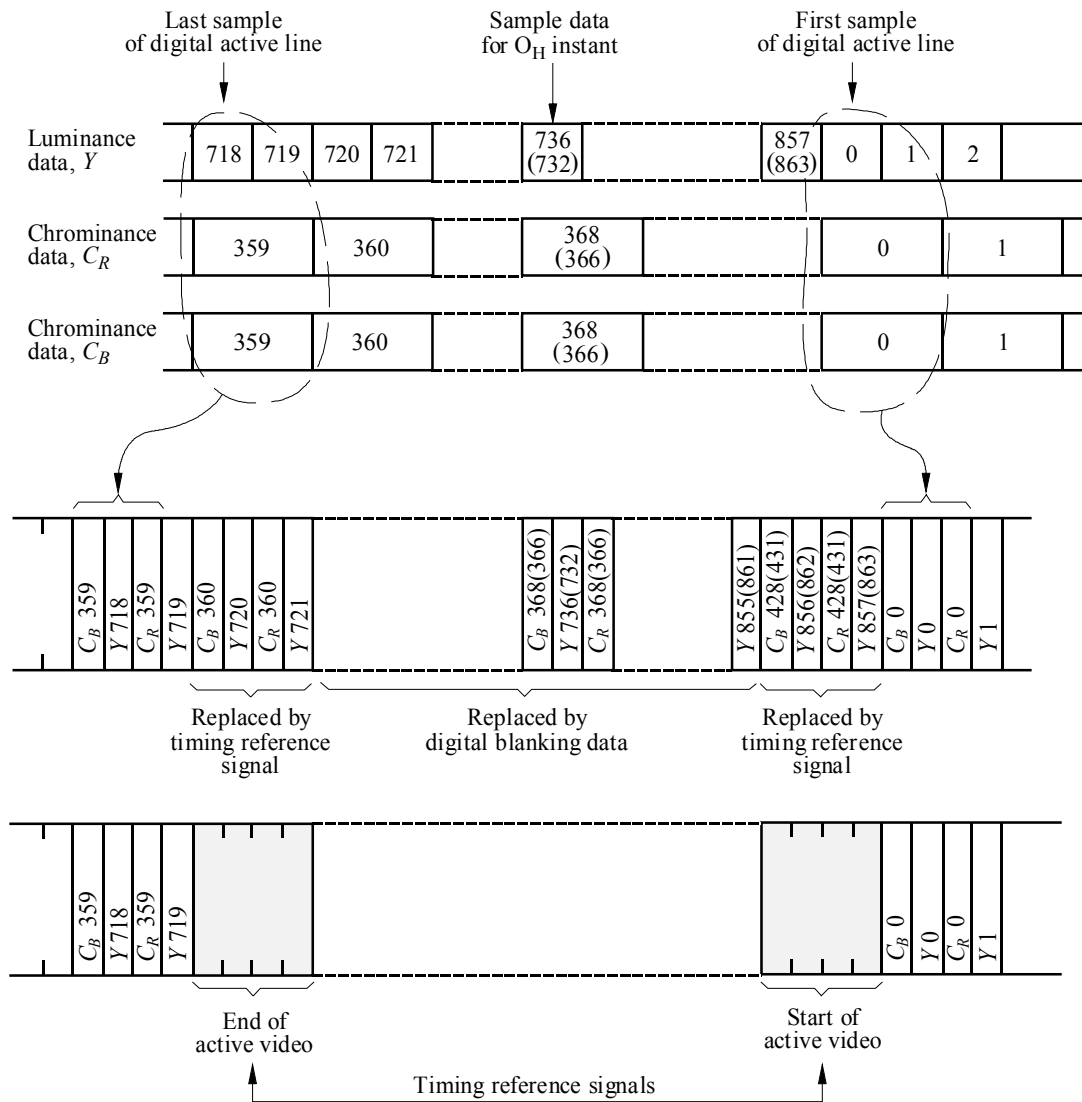 Last sample
of digital active line
Sample data
for O_H instant
First sample
of digital active line
Luminance
data, Y
718 719 720 721 736 (732) 857 (863) 0 1 2
Chrominance
data, C_R
359 360 368 (366) 0 1
Chrominance
data, C_B
359 360 368 (366) 0 1
C_B 359
Y 718
C_R 359
Y 719
C_B 360
Y 720
C_R 360
Y 721
C_B 368(366)
Y 736(732)
C_R 368(366)
Y 855(861)
C_B 428(431)
Y 856(862)
C_R 428(431)
Y 857(863)
C_B 0
Y 0
C_R 0
Y 1
Replaced by
timing reference
signal
Replaced by
digital blanking data
Replaced by
timing reference
signal
C_B 359
Y 718
C_R 359
Y 719
C_B 0
Y 0
C_R 0
Y 1
End of
active video
Start of
active video
Timing reference signals